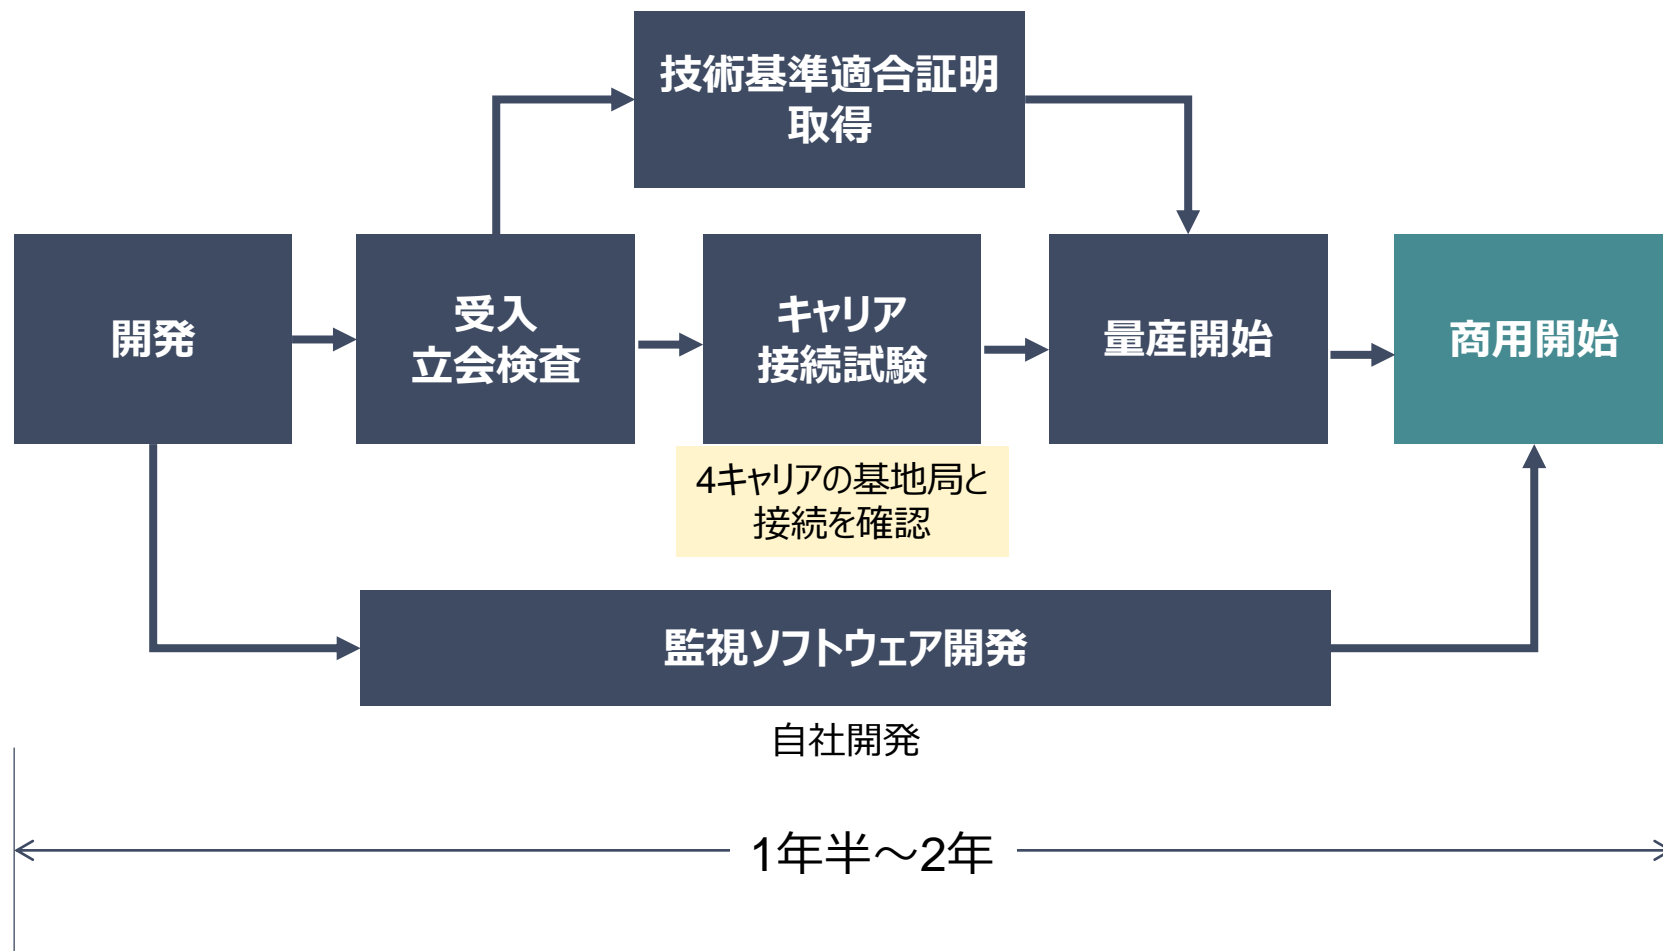 技術基準適合証明
取得
開発
受入
立会検査
キャリア
接続試験
量産開始
商用開始
4キャリアの基地局と
接続を確認
監視ソフトウェア開発
自社開発
1年半～2年